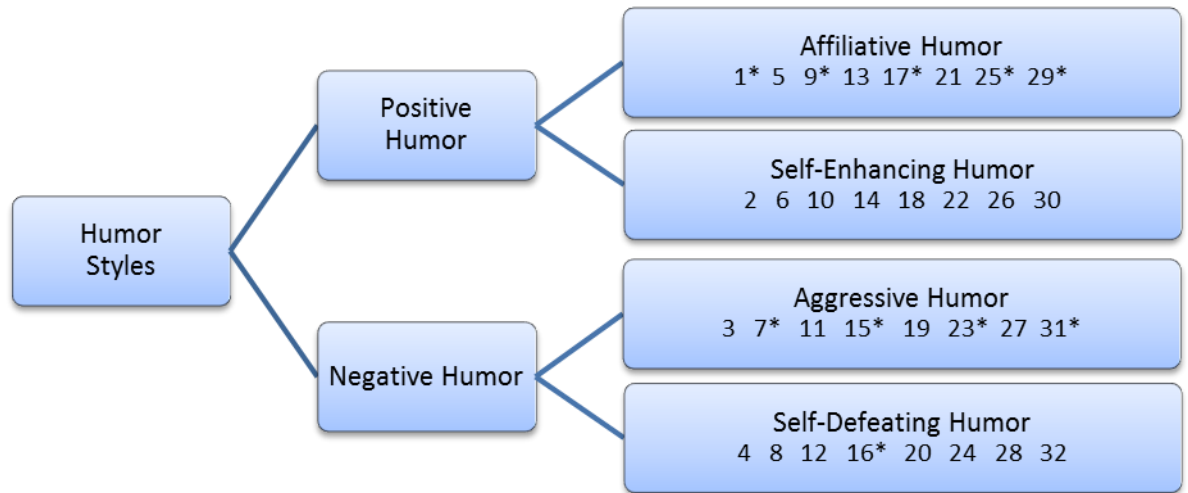 Humor
Styles
Positive
Humor
Negative Humor
Affiliative Humor
1* 5 9* 13 17* 21 25* 29*
Self-Enhancing Humor
2 6 10 14 18 22 26 30
Aggressive Humor
3 7* 11 15* 19 23* 27 31*
Self-Defeating Humor
4 8 12 16* 20 24 28 32